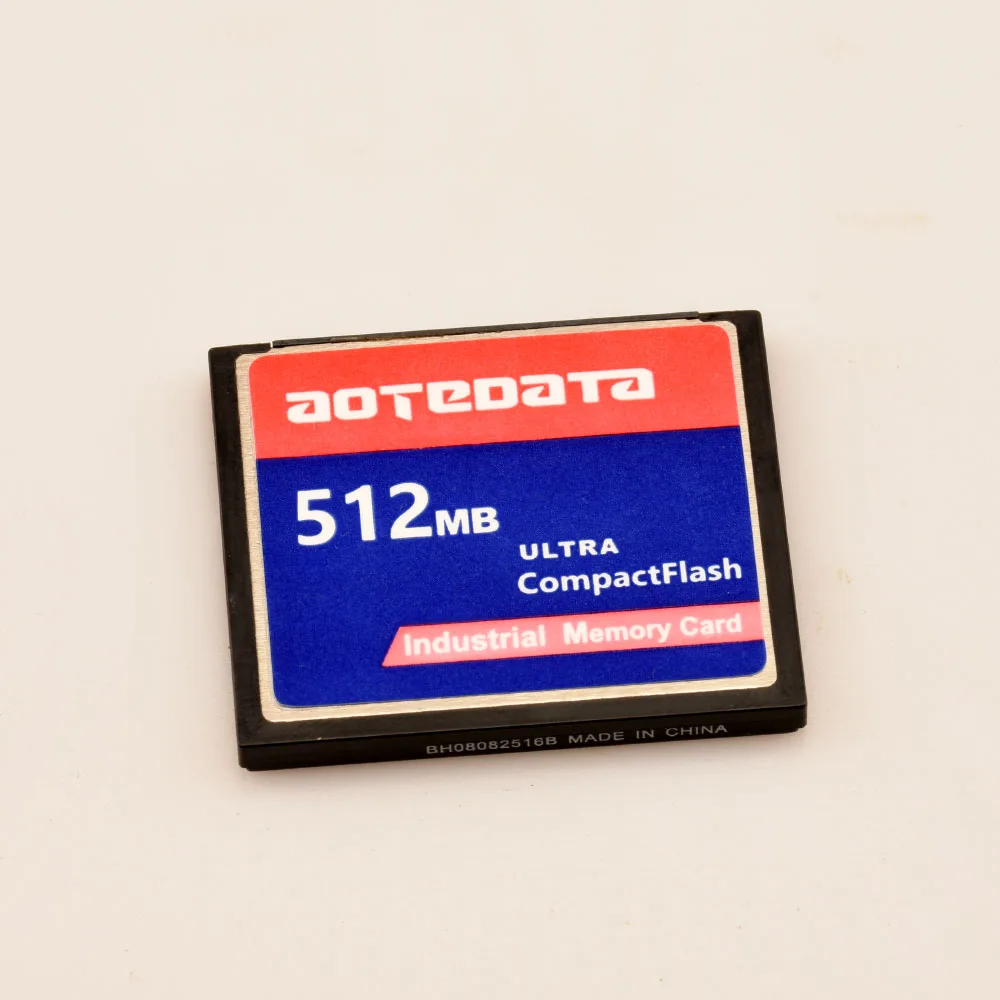 aOTeDaTa
512MB
ULTRA
CompactFlash
Industrial Memory Card
BH08082516B MADE IN CHINA